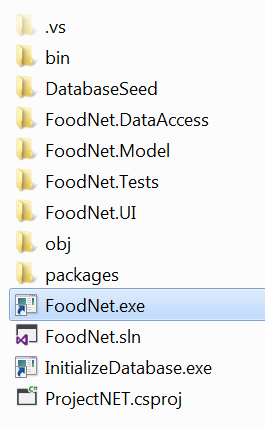 .vs
bin
DatabaseSeed
FoodNet.DataAccess
FoodNet.Model
FoodNet.Tests
FoodNet.UI
obj
packages
FoodNet.exe
FoodNet.sln
InitializeDatabase.exe
ProjectNET.csproj